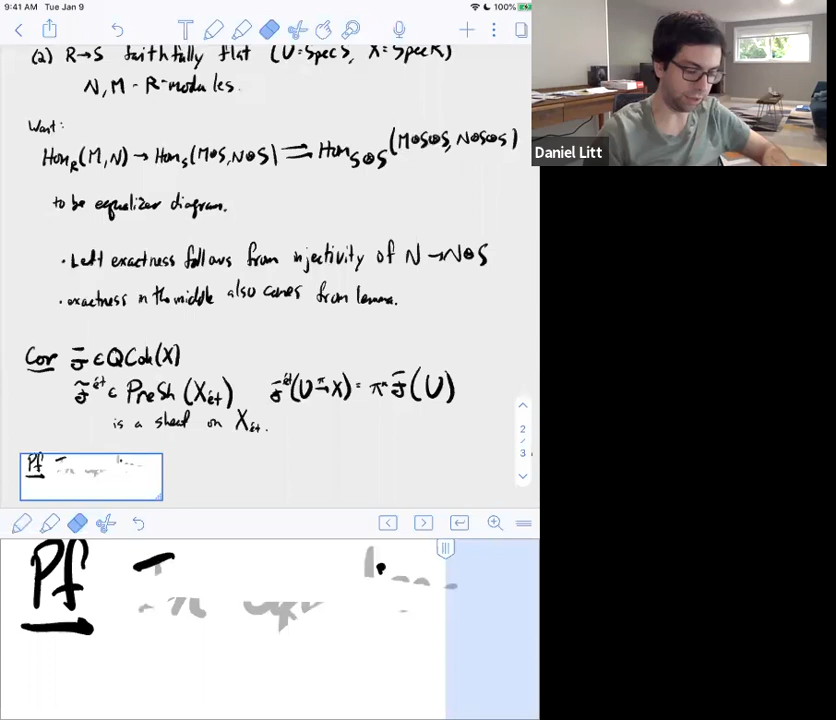 9:41 AM Tue Jan 9
100%
(2) R→S faithfully flat (U=Spec S, X=Spec R)
N, M - R-modules.
Want:
Hom_R(M,N) → Hom_S(M⊗S, N⊗S) ⇉ Hom_{S⊗S}(M⊗S⊗S, N⊗S⊗S)
to be equalizer diagram.
· Left exactness follows from injectivity of N→N⊗S
· exactness in the middle also comes from lemma.
Cor F ∈ QCoh(X)
F^ét ∈ PreSh(X_ét) F^ét(U→^π X) = π*F(U)
is a sheaf on X_ét.
Pf
2
/
3
Pf
Daniel Litt